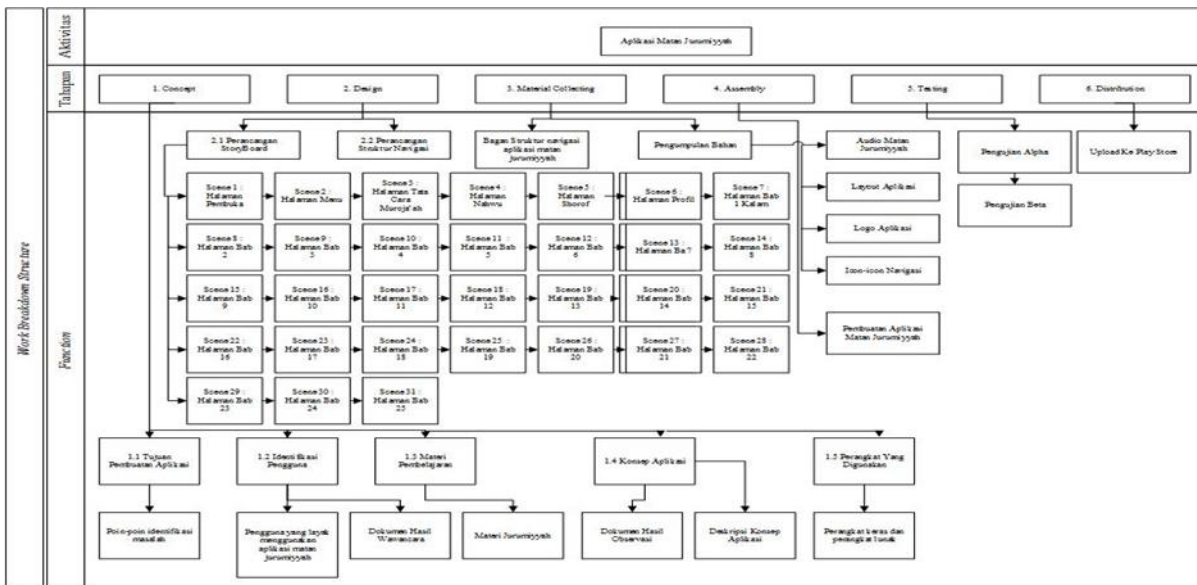 Work Breakdown Structure
Aktivitas
Aplikasi Matan Jurumiyyah
Tahapan
1. Concept
2. Design
3. Material Collecting
4. Assembly
5. Testing
6. Distribution
Function
2.1 Perancangan
StoryBoard
2.2 Perancangan
Struktur Navigasi
Bagan Struktur navigasi
aplikasi matan
jurumiyyah
Pengumpulan Bahan
Audio Matan
Jurumiyyah
Pengujian Alpha
Upload Ke Play Store
Scene 1 :
Halaman
Pembuka
Scene 2 :
Halaman Menu
Scene 3 :
Halaman Tata
Cara
Muroja'ah
Scene 4 :
Halaman
Nahwu
Scene 5 :
Halaman
Shorof
Scene 6 :
Halaman Profil
Scene 7 :
Halaman Bab
1 Kalam
Layout Aplikasi
Pengujian Beta
Scene 8 :
Halaman Bab
2
Scene 9 :
Halaman Bab
3
Scene 10 :
Halaman Bab
4
Scene 11 :
Halaman Bab
5
Scene 12 :
Halaman Bab
6
Scene 13 :
Halaman Ba7
Scene 14 :
Halaman Bab
8
Logo Aplikasi
Icon-icon Navigasi
Scene 15 :
Halaman Bab
9
Scene 16 :
Halaman Bab
10
Scene 17 :
Halaman Bab
11
Scene 18 :
Halaman Bab
12
Scene 19 :
Halaman Bab
13
Scene 20 :
Halaman Bab
14
Scene 21 :
Halaman Bab
15
Pembuatan Aplikasi
Matan Jurumiyyah
Scene 22 :
Halaman Bab
16
Scene 23 :
Halaman Bab
17
Scene 24 :
Halaman Bab
18
Scene 25 :
Halaman Bab
19
Scene 26 :
Halaman Bab
20
Scene 27 :
Halaman Bab
21
Scene 28 :
Halaman Bab
22
Scene 29 :
Halaman Bab
23
Scene 30 :
Halaman Bab
24
Scene 31 :
Halaman Bab
25
1.1 Tujuan
Pembuatan Aplikasi
1.2 Identifikasi
Pengguna
1.3 Materi
Pembelajaran
1.4 Konsep Aplikasi
1.5 Perangkat Yang
Digunakan
Poin-poin identifikasi
masalah
Pengguna yang layak
menggunakan
aplikasi matan
jurumiyyah
Dokumen Hasil
Wawancara
Materi Jurumiyyah
Dokumen Hasil
Observasi
Deskripsi Konsep
Aplikasi
Perangkat keras dan
perangkat lunak